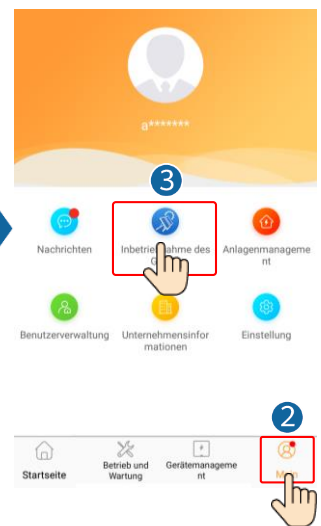 a*******
3
Nachrichten
Inbetriebnahme des
Anlagenmanageme
nt
Benutzerverwaltung
Unternehmensinfor
mationen
Einstellung
2
Startseite
Betrieb und
Wartung
Gerätemanageme
nt